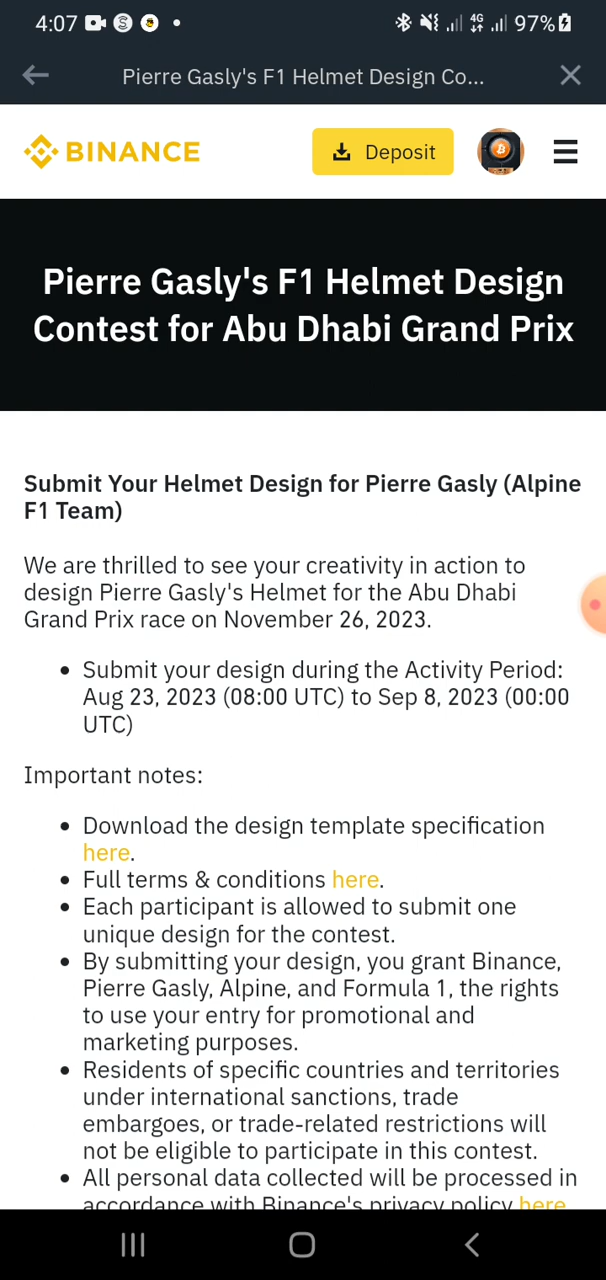 4:07 S 4G 97%
Pierre Gasly's F1 Helmet Design Co...
BINANCE Deposit
Pierre Gasly's F1 Helmet Design
Contest for Abu Dhabi Grand Prix
Submit Your Helmet Design for Pierre Gasly (Alpine
F1 Team)
We are thrilled to see your creativity in action to
design Pierre Gasly's Helmet for the Abu Dhabi
Grand Prix race on November 26, 2023.
• Submit your design during the Activity Period:
Aug 23, 2023 (08:00 UTC) to Sep 8, 2023 (00:00
UTC)
Important notes:
• Download the design template specification
here.
• Full terms & conditions here.
• Each participant is allowed to submit one
unique design for the contest.
• By submitting your design, you grant Binance,
Pierre Gasly, Alpine, and Formula 1, the rights
to use your entry for promotional and
marketing purposes.
• Residents of specific countries and territories
under international sanctions, trade
embargoes, or trade-related restrictions will
not be eligible to participate in this contest.
• All personal data collected will be processed in
accordance with Binance's privacy policy here